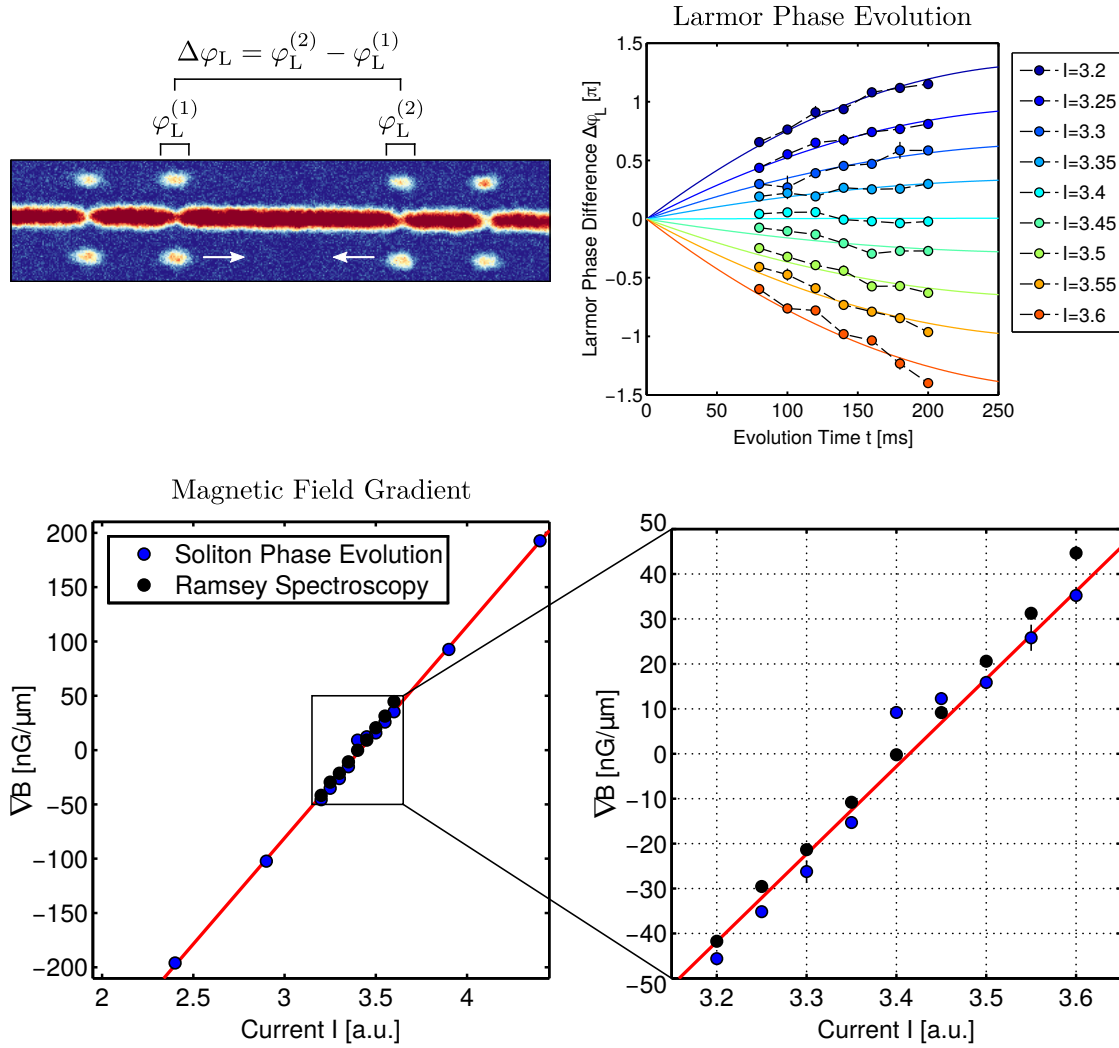 Δφ_L = φ_L^(2) − φ_L^(1)
φ_L^(1)
φ_L^(2)
Larmor Phase Evolution
Larmor Phase Difference Δφ_L [π]
1.5
1
0.5
0
−0.5
−1
−1.5
0 50 100 150 200 250
Evolution Time t [ms]
I=3.2
I=3.25
I=3.3
I=3.35
I=3.4
I=3.45
I=3.5
I=3.55
I=3.6
Magnetic Field Gradient
∇B [nG/μm]
200
150
100
50
0
−50
−100
−150
−200
Soliton Phase Evolution
Ramsey Spectroscopy
2 2.5 3 3.5 4
Current I [a.u.]
∇B [nG/μm]
50
40
30
20
10
0
−10
−20
−30
−40
−50
3.2 3.3 3.4 3.5 3.6
Current I [a.u.]